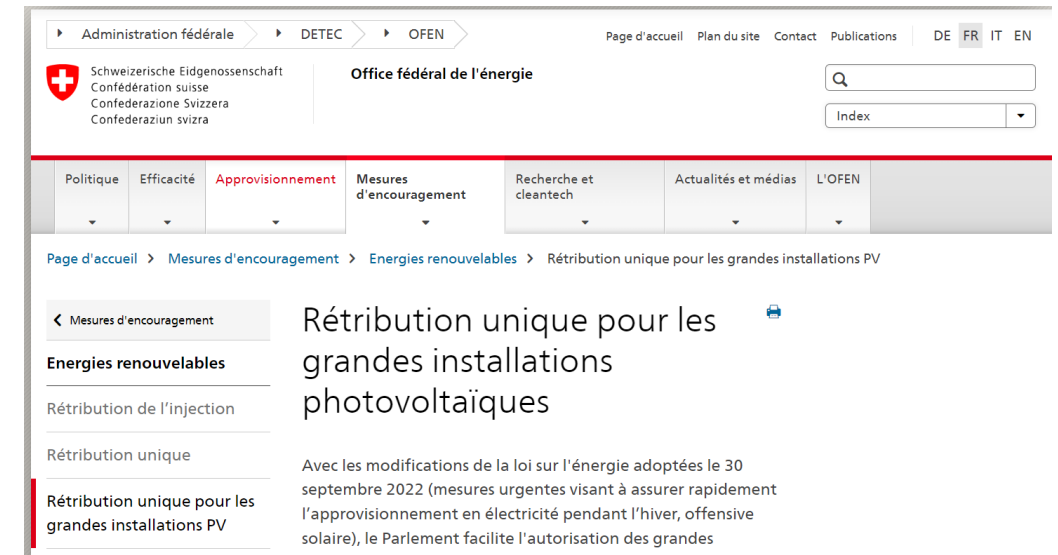 Administration fédérale DETEC OFEN Page d'accueil Plan du site Contact Publications DE FR IT EN
Schweizerische Eidgenossenschaft
Confédération suisse
Confederazione Svizzera
Confederaziun svizra
Office fédéral de l'énergie
Index
Politique Efficacité Approvisionnement Mesures d'encouragement Recherche et cleantech Actualités et médias L'OFEN
Page d'accueil > Mesures d'encouragement > Energies renouvelables > Rétribution unique pour les grandes installations PV
Mesures d'encouragement
Energies renouvelables
Rétribution de l'injection
Rétribution unique
Rétribution unique pour les
grandes installations PV
Rétribution unique pour les
grandes installations
photovoltaïques
Avec les modifications de la loi sur l'énergie adoptées le 30
septembre 2022 (mesures urgentes visant à assurer rapidement
l'approvisionnement en électricité pendant l'hiver, offensive
solaire), le Parlement facilite l'autorisation des grandes